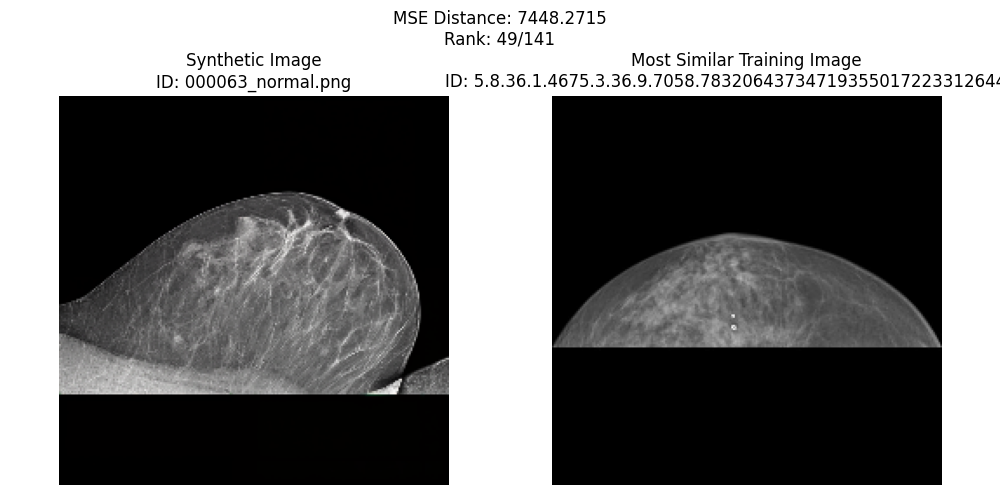 MSE Distance: 7448.2715
Rank: 49/141
Synthetic Image
ID: 000063_normal.png
Most Similar Training Image
ID: 5.8.36.1.4675.3.36.9.7058.78320643734719355017223312644